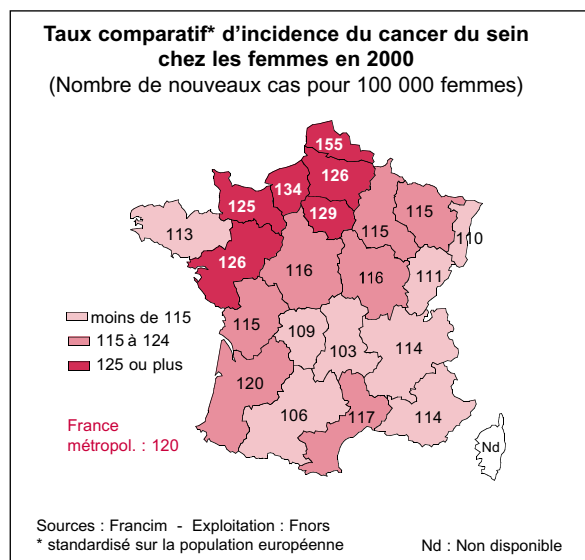 Taux comparatif* d'incidence du cancer du sein
chez les femmes en 2000
(Nombre de nouveaux cas pour 100 000 femmes)
155
134
126
125
129
115
115
110
113
126
116
116
111
moins de 115
115 à 124
125 ou plus
115
109
103
114
120
106
117
114
France
métropol. : 120
Nd
Sources : Francim - Exploitation : Fnors
* standardisé sur la population européenne
Nd : Non disponible